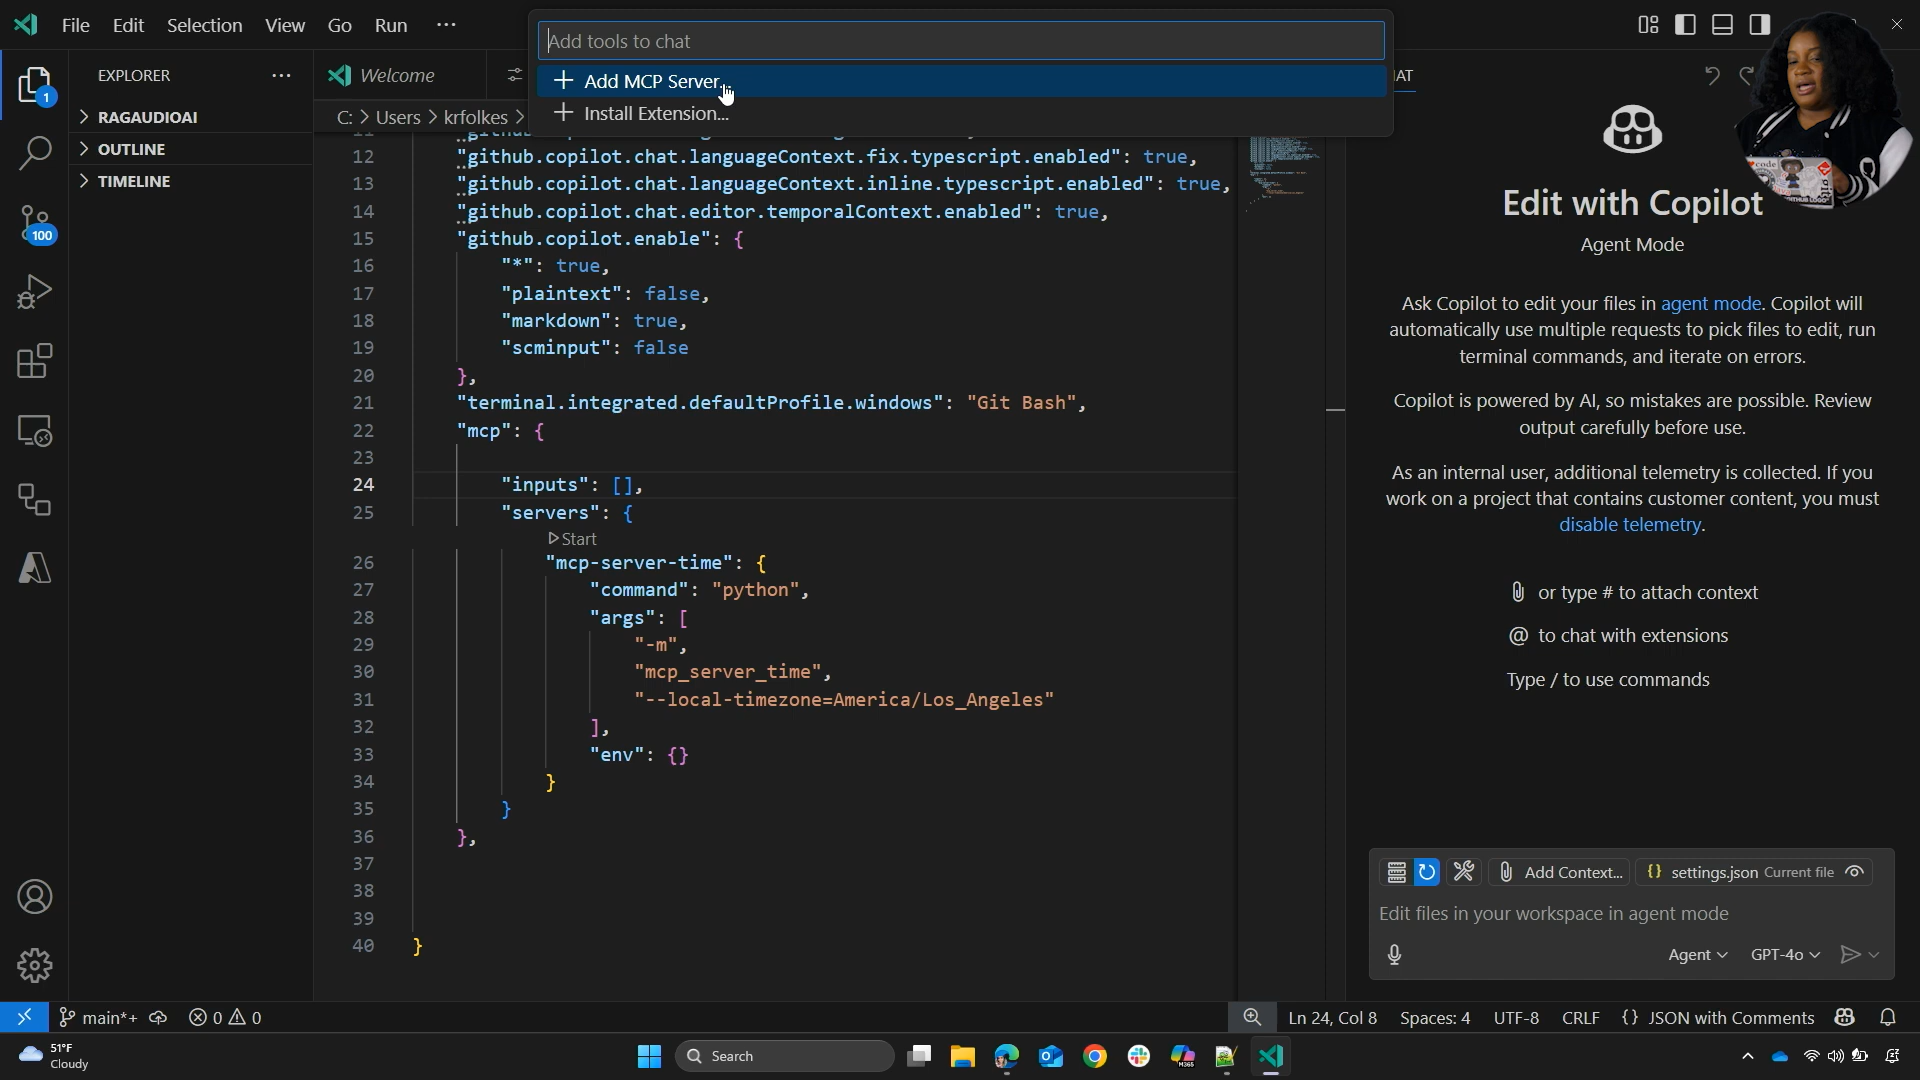 File Edit Selection View Go Run ···
Add tools to chat
Add MCP Server...
Install Extension...
EXPLORER ···
1
RAGAUDIOAI
OUTLINE
TIMELINE
100
Welcome
C: > Users > krfolkes >
12 "github.copilot.chat.languageContext.fix.typescript.enabled": true,
13 "github.copilot.chat.languageContext.inline.typescript.enabled": true,
14 "github.copilot.chat.editor.temporalContext.enabled": true,
15 "github.copilot.enable": {
16 "*": true,
17 "plaintext": false,
18 "markdown": true,
19 "scminput": false
20 },
21 "terminal.integrated.defaultProfile.windows": "Git Bash",
22 "mcp": {
23
24 "inputs": [],
25 "servers": {
Start
26 "mcp-server-time": {
27 "command": "python",
28 "args": [
29 "-m",
30 "mcp_server_time",
31 "--local-timezone=America/Los_Angeles"
32 ],
33 "env": {}
34 }
35 }
36 },
37
38
39
40 }
AT
Edit with Copilot
Agent Mode
Ask Copilot to edit your files in agent mode. Copilot will
automatically use multiple requests to pick files to edit, run
terminal commands, and iterate on errors.
Copilot is powered by AI, so mistakes are possible. Review
output carefully before use.
As an internal user, additional telemetry is collected. If you
work on a project that contains customer content, you must
disable telemetry.
or type # to attach context
@ to chat with extensions
Type / to use commands
Add Context... {} settings.json Current file
Edit files in your workspace in agent mode
Agent GPT-4o
main*+ 0 0
Ln 24, Col 8 Spaces: 4 UTF-8 CRLF {} JSON with Comments
51°F
Cloudy
Search
M365